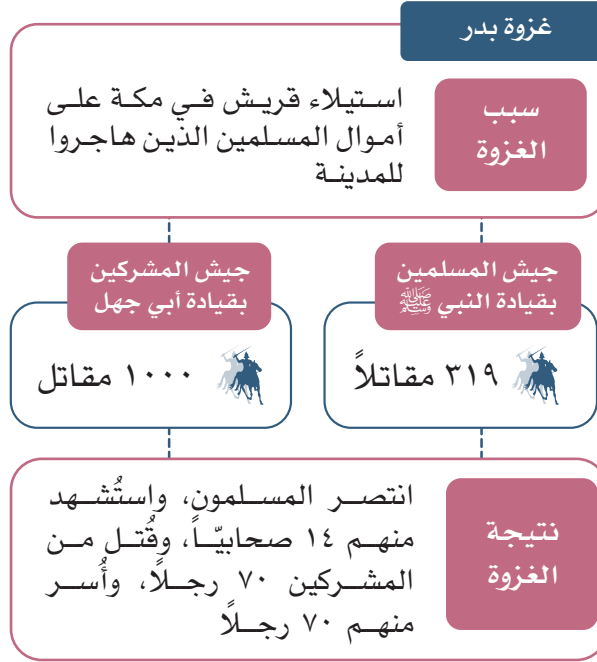 غزوة بدر
سبب
الغزوة
استيلاء قريش في مكة على
أموال المسلمين الذين هاجروا
للمدينة
جيش المسلمين
بقيادة النبي ﷺ
٣١٩ مقاتلاً
جيش المشركين
بقيادة أبي جهل
١٠٠٠ مقاتل
نتيجة
الغزوة
انتصر المسلمون، واستُشهد
منهم ١٤ صحابيّاً، وقُتل من
المشركين ٧٠ رجلاً، وأُسر
منهم ٧٠ رجلاً